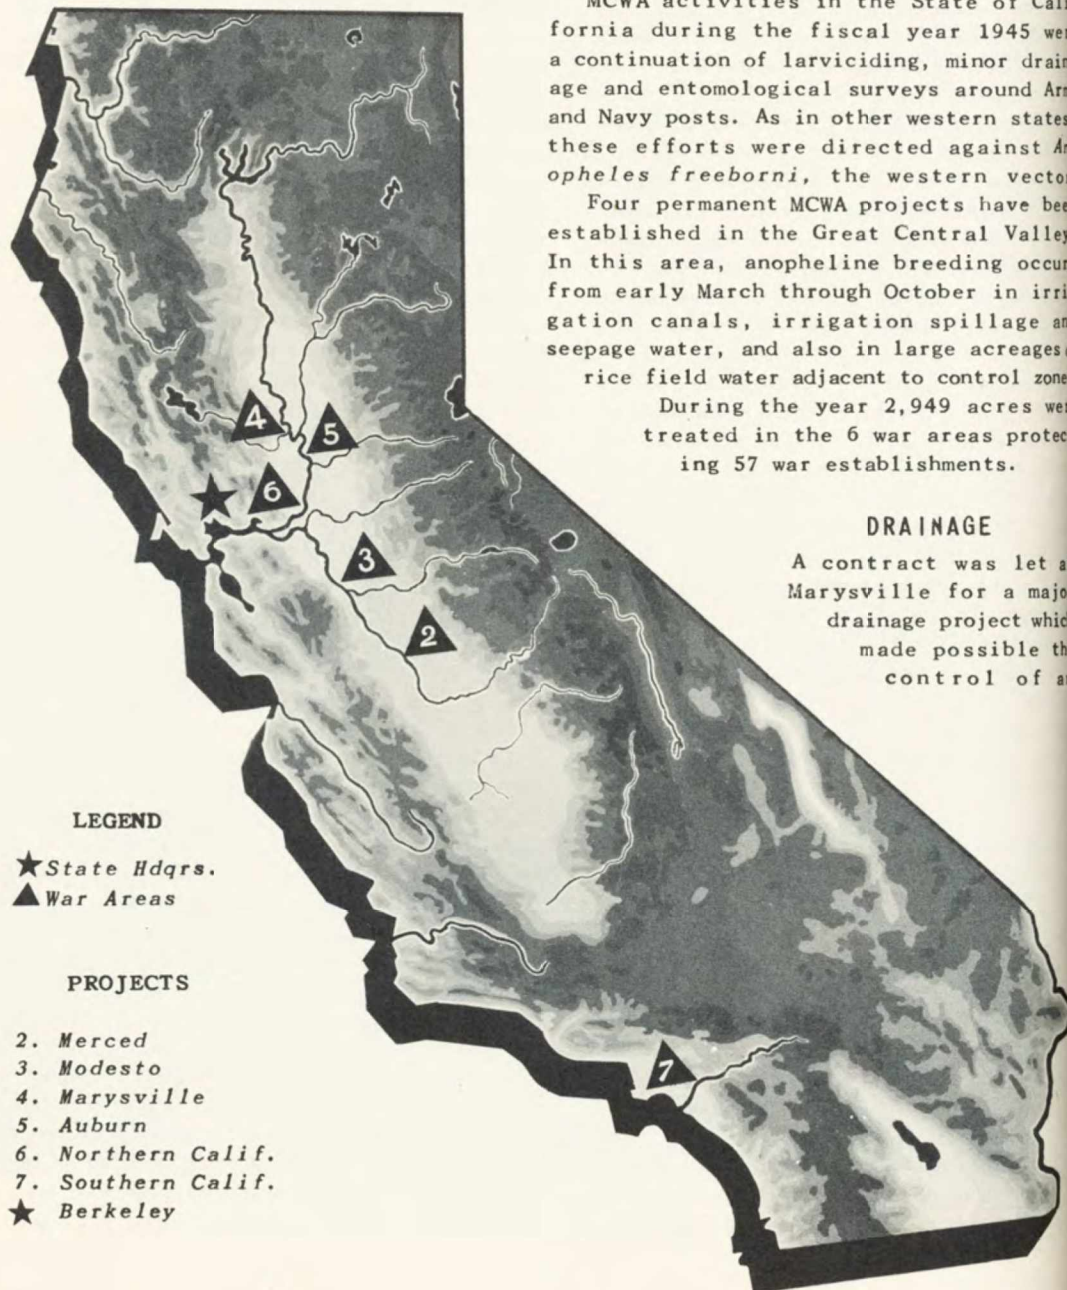 MCWA activities in the State of Cali
fornia during the fiscal year 1945 wer
a continuation of larviciding, minor drain
age and entomological surveys around Arm
and Navy posts. As in other western states
these efforts were directed against An
opheles freeborni, the western vector
Four permanent MCWA projects have bee
established in the Great Central Valley
In this area, anopheline breeding occur
from early March through October in irri
gation canals, irrigation spillage an
seepage water, and also in large acreages
rice field water adjacent to control zone
During the year 2,949 acres wer
treated in the 6 war areas protec
ing 57 war establishments.
DRAINAGE
A contract was let a
Marysville for a majo
drainage project whic
made possible th
control of a
4
5
6
3
2
7
LEGEND
★ State Hdqrs.
▲ War Areas
PROJECTS
2. Merced
3. Modesto
4. Marysville
5. Auburn
6. Northern Calif.
7. Southern Calif.
★ Berkeley